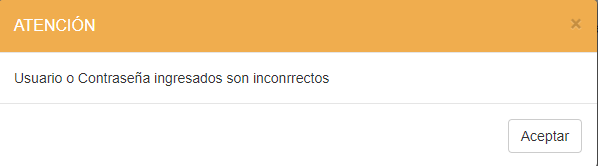 ATENCIÓN ×
Usuario o Contraseña ingresados son inconrrectos
Aceptar